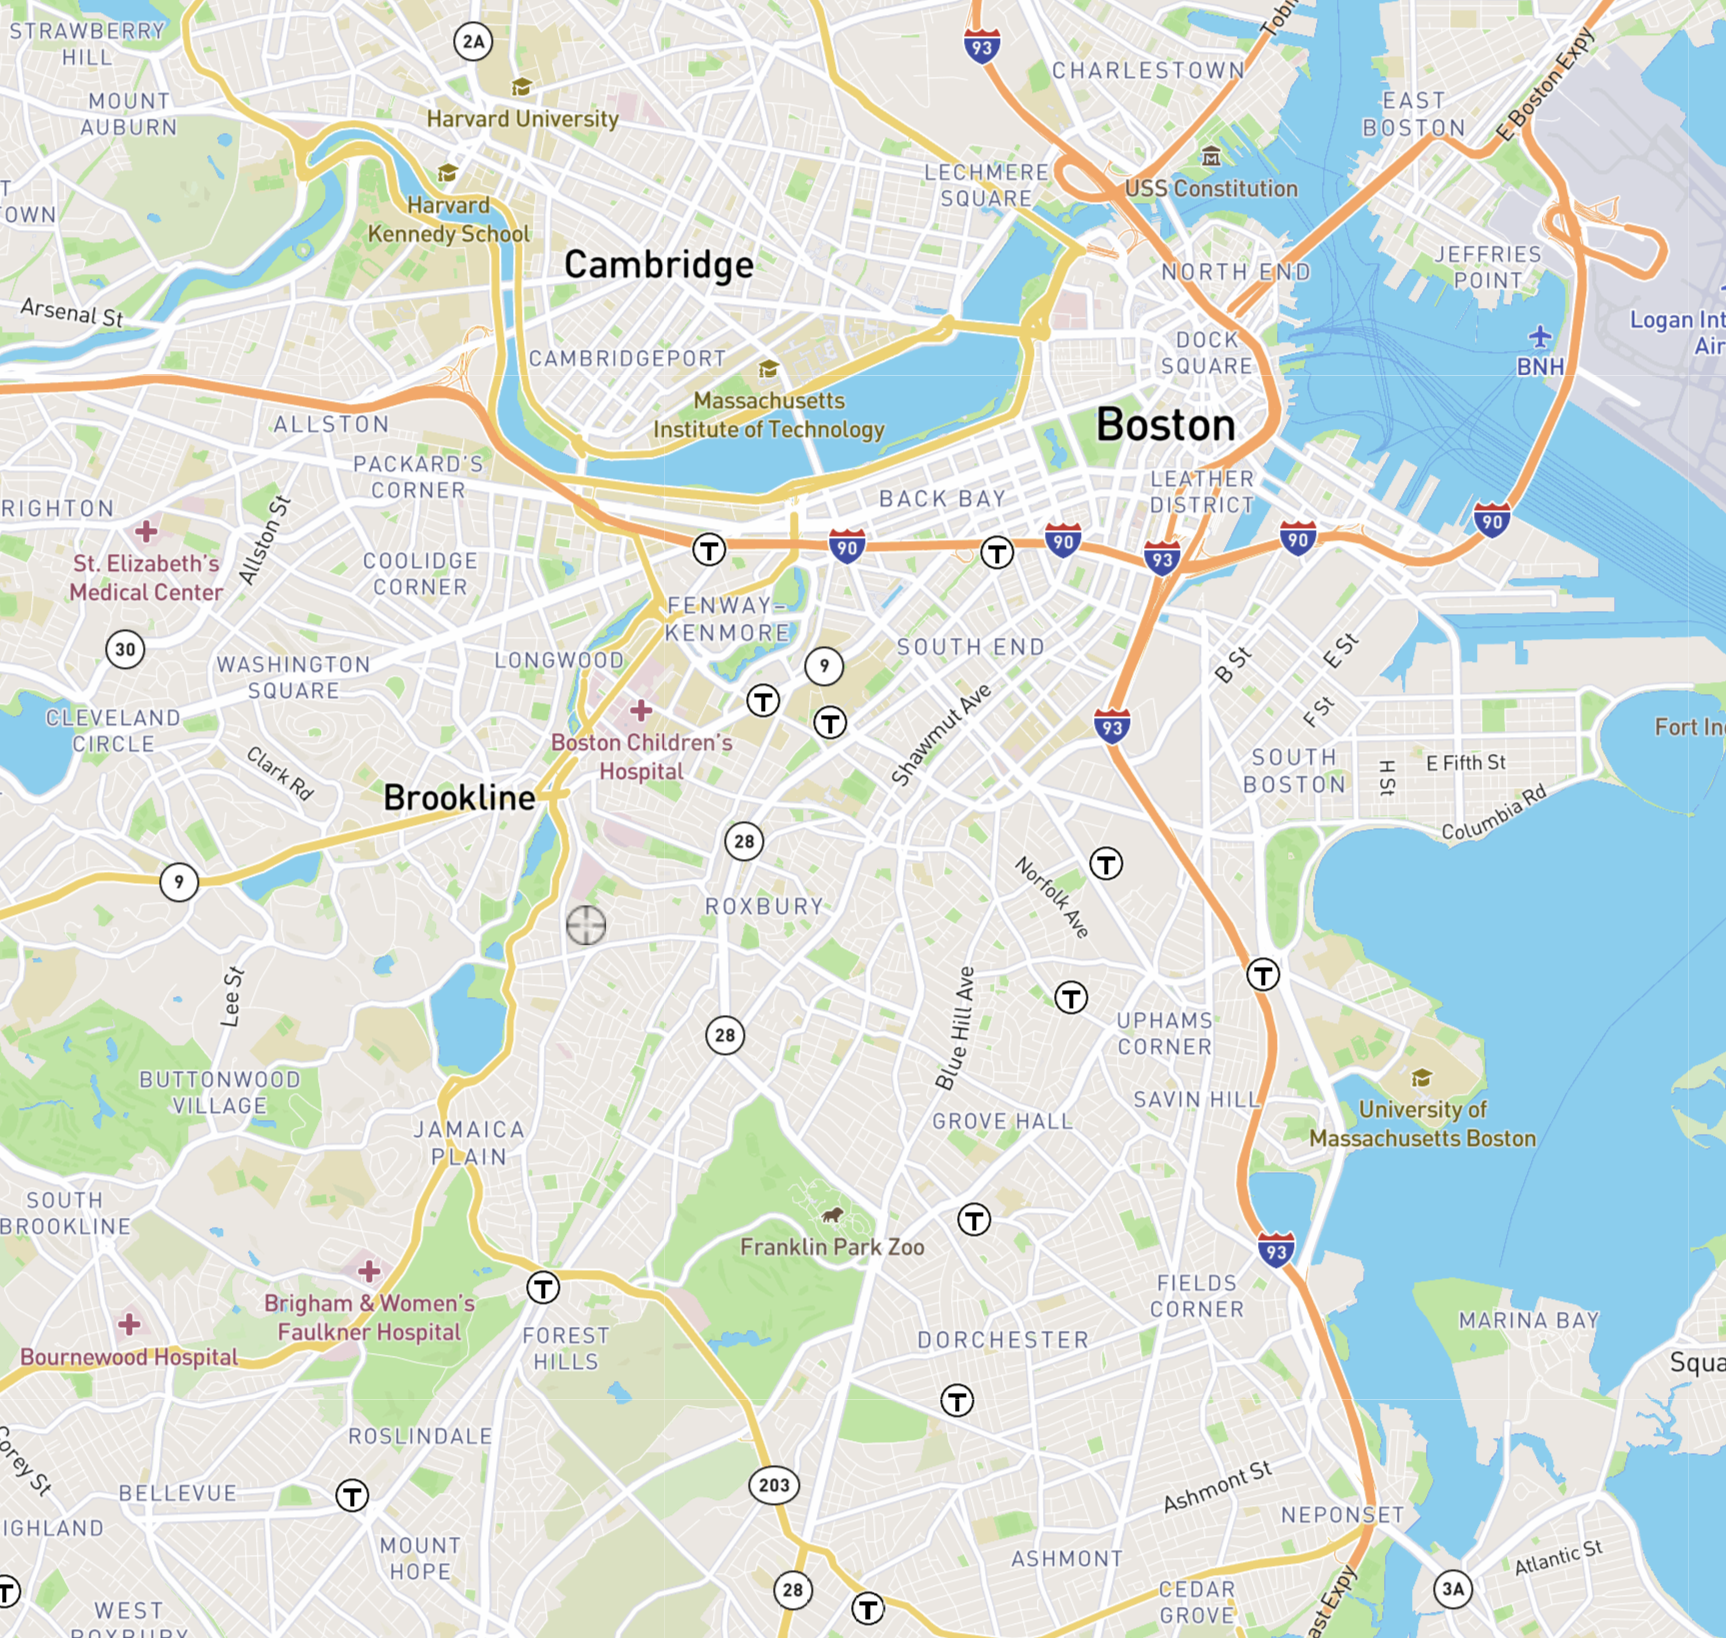 STRAWBERRY
HILL
2A
93
Tobi
CHARLESTOWN
E Boston Expy
MOUNT
AUBURN
Harvard University
EAST
BOSTON
LECHMERE
SQUARE
USS Constitution
T
OWN
Harvard
Kennedy School
Cambridge
NORTH END
JEFFRIES
POINT
Arsenal St
Logan Int
Air
DOCK
SQUARE
BNH
CAMBRIDGEPORT
Massachusetts
Institute of Technology
ALLSTON
Boston
PACKARD'S
CORNER
LEATHER
DISTRICT
BACK BAY
RIGHTON
Allston St
90
T
90
T
90
93
90
St. Elizabeth's
Medical Center
COOLIDGE
CORNER
FENWAY-
KENMORE
30
SOUTH END
B St
E St
LONGWOOD
9
WASHINGTON
SQUARE
T
T
Shawmut Ave
F St
93
CLEVELAND
CIRCLE
Boston Children's
Hospital
Fort In
Clark Rd
SOUTH
BOSTON
H St
E Fifth St
Brookline
Columbia Rd
28
9
T
Norfolk Ave
ROXBURY
Lee St
T
T
Blue Hill Ave
28
UPHAMS
CORNER
BUTTONWOOD
VILLAGE
SAVIN HILL
University of
Massachusetts Boston
JAMAICA
PLAIN
GROVE HALL
SOUTH
BROOKLINE
T
Franklin Park Zoo
93
T
Brigham & Women's
Faulkner Hospital
FIELDS
CORNER
Bournewood Hospital
FOREST
HILLS
DORCHESTER
MARINA BAY
Squa
T
Corey St
ROSLINDALE
BELLEVUE
T
203
Ashmont St
NEPONSET
IGHLAND
MOUNT
HOPE
ASHMONT
Atlantic St
T
28
T
CEDAR
GROVE
ast Expy
3A
WEST
ROXBURY